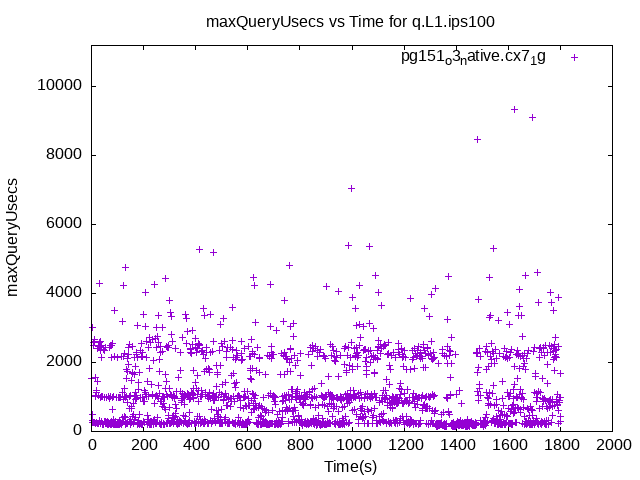 maxQueryUsecs vs Time for q.L1.ips100
pg151o3native.cx71g
10000
8000
6000
4000
2000
0
maxQueryUsecs
0 200 400 600 800 1000 1200 1400 1600 1800 2000
Time(s)